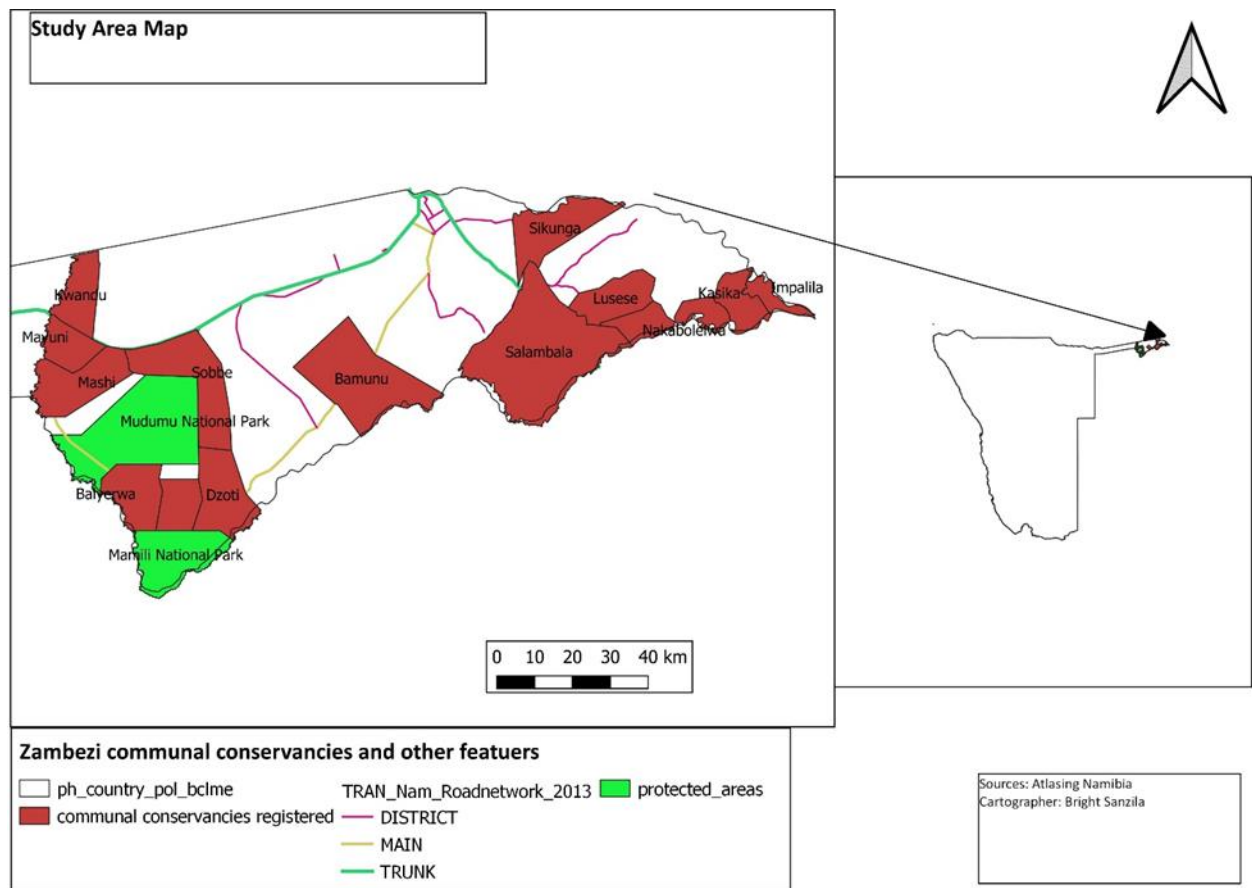 Study Area Map
Sikunga
Kwandu
Impalila
Kasika
Lusese
Mayuni
Nakabolelwa
Salambala
Sobbe
Mashi
Bamunu
Mudumu National Park
Balyerwa
Dzoti
Mamili National Park
0 10 20 30 40 km
Zambezi communal conservancies and other featuers
ph_country_pol_bclme
TRAN_Nam_Roadnetwork_2013
protected_areas
communal conservancies registered
DISTRICT
MAIN
TRUNK
Sources: Atlasing Namibia
Cartographer: Bright Sanzila